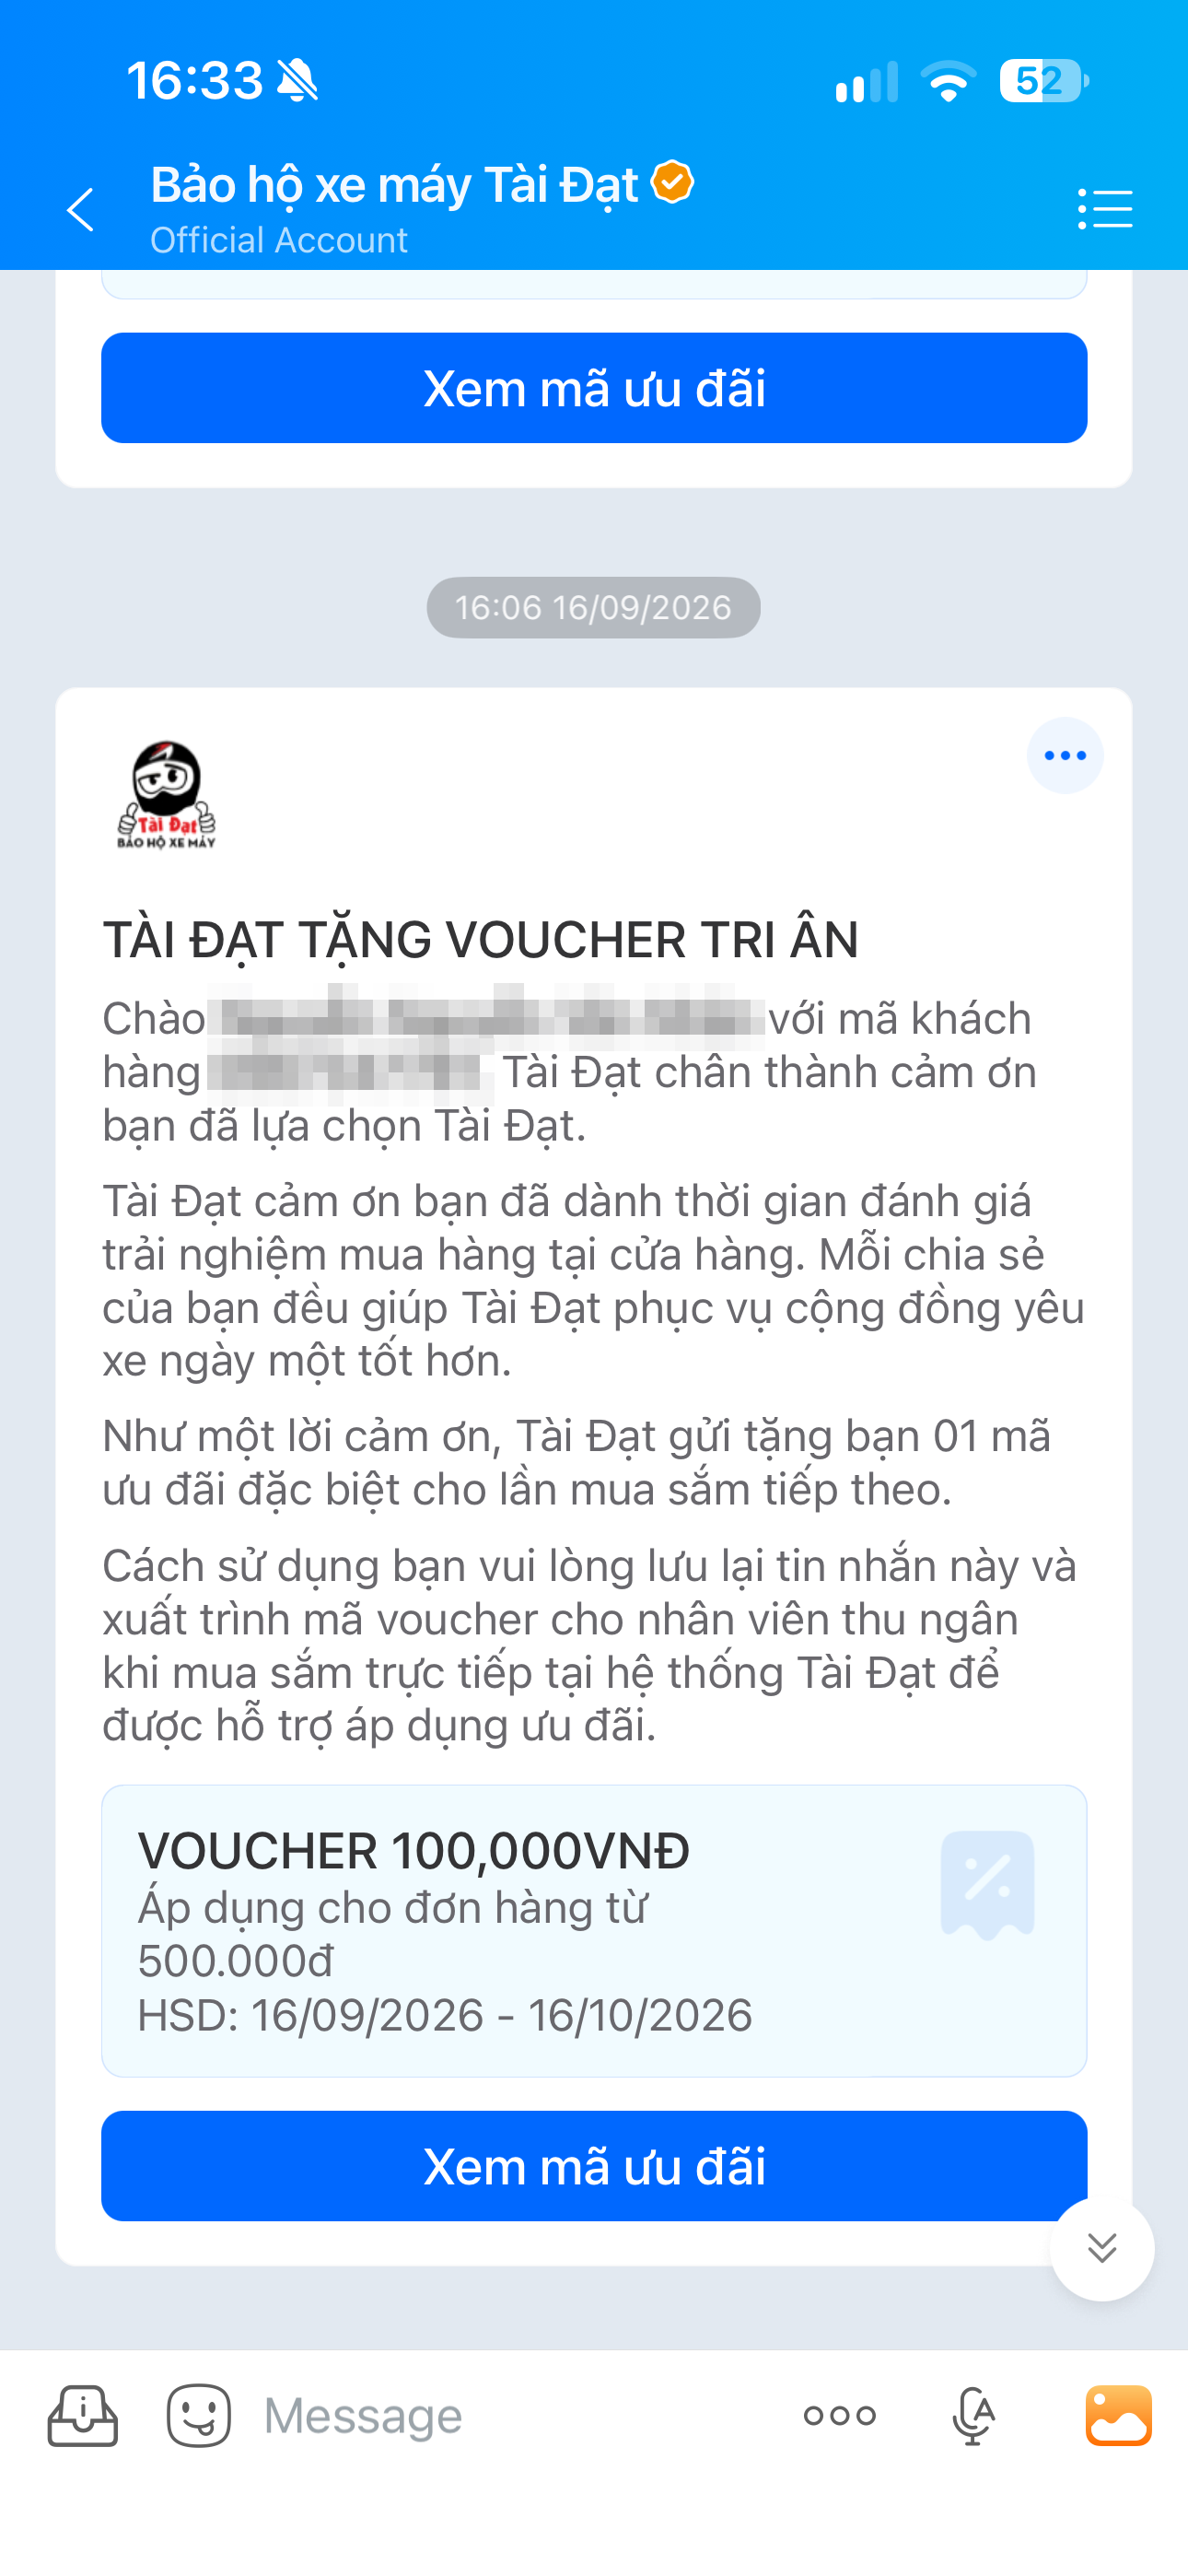 16:33
52
Bảo hộ xe máy Tài Đạt
Official Account
Xem mã ưu đãi
16:06 16/09/2026
Tài Đạt
BẢO HỘ XE MÁY
TÀI ĐẠT TẶNG VOUCHER TRI ÂN
Chào với mã khách
hàng Tài Đạt chân thành cảm ơn
bạn đã lựa chọn Tài Đạt.
Tài Đạt cảm ơn bạn đã dành thời gian đánh giá
trải nghiệm mua hàng tại cửa hàng. Mỗi chia sẻ
của bạn đều giúp Tài Đạt phục vụ cộng đồng yêu
xe ngày một tốt hơn.
Như một lời cảm ơn, Tài Đạt gửi tặng bạn 01 mã
ưu đãi đặc biệt cho lần mua sắm tiếp theo.
Cách sử dụng bạn vui lòng lưu lại tin nhắn này và
xuất trình mã voucher cho nhân viên thu ngân
khi mua sắm trực tiếp tại hệ thống Tài Đạt để
được hỗ trợ áp dụng ưu đãi.
VOUCHER 100,000VNĐ
Áp dụng cho đơn hàng từ
500.000đ
HSD: 16/09/2026 - 16/10/2026
Xem mã ưu đãi
Message